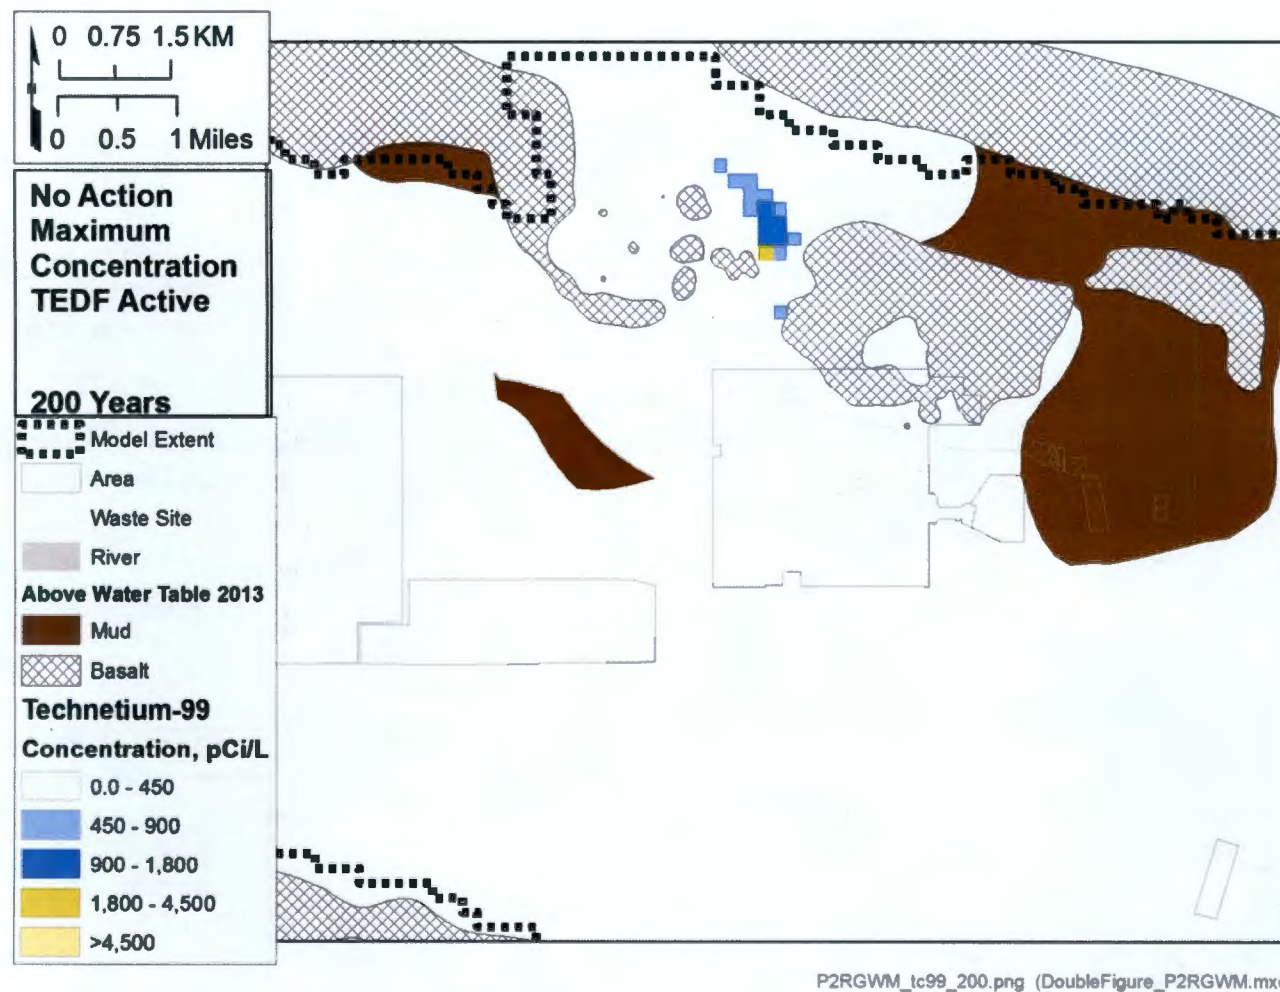 0 0.75 1.5 KM
0 0.5 1 Miles
No Action
Maximum
Concentration
TEDF Active
200 Years
Model Extent
Area
Waste Site
River
Above Water Table 2013
Mud
Basalt
Technetium-99
Concentration, pCi/L
0.0 - 450
450 - 900
900 - 1,800
1,800 - 4,500
>4,500
P2RGWM_tc99_200.png (DoubleFigure_P2RGWM.mx